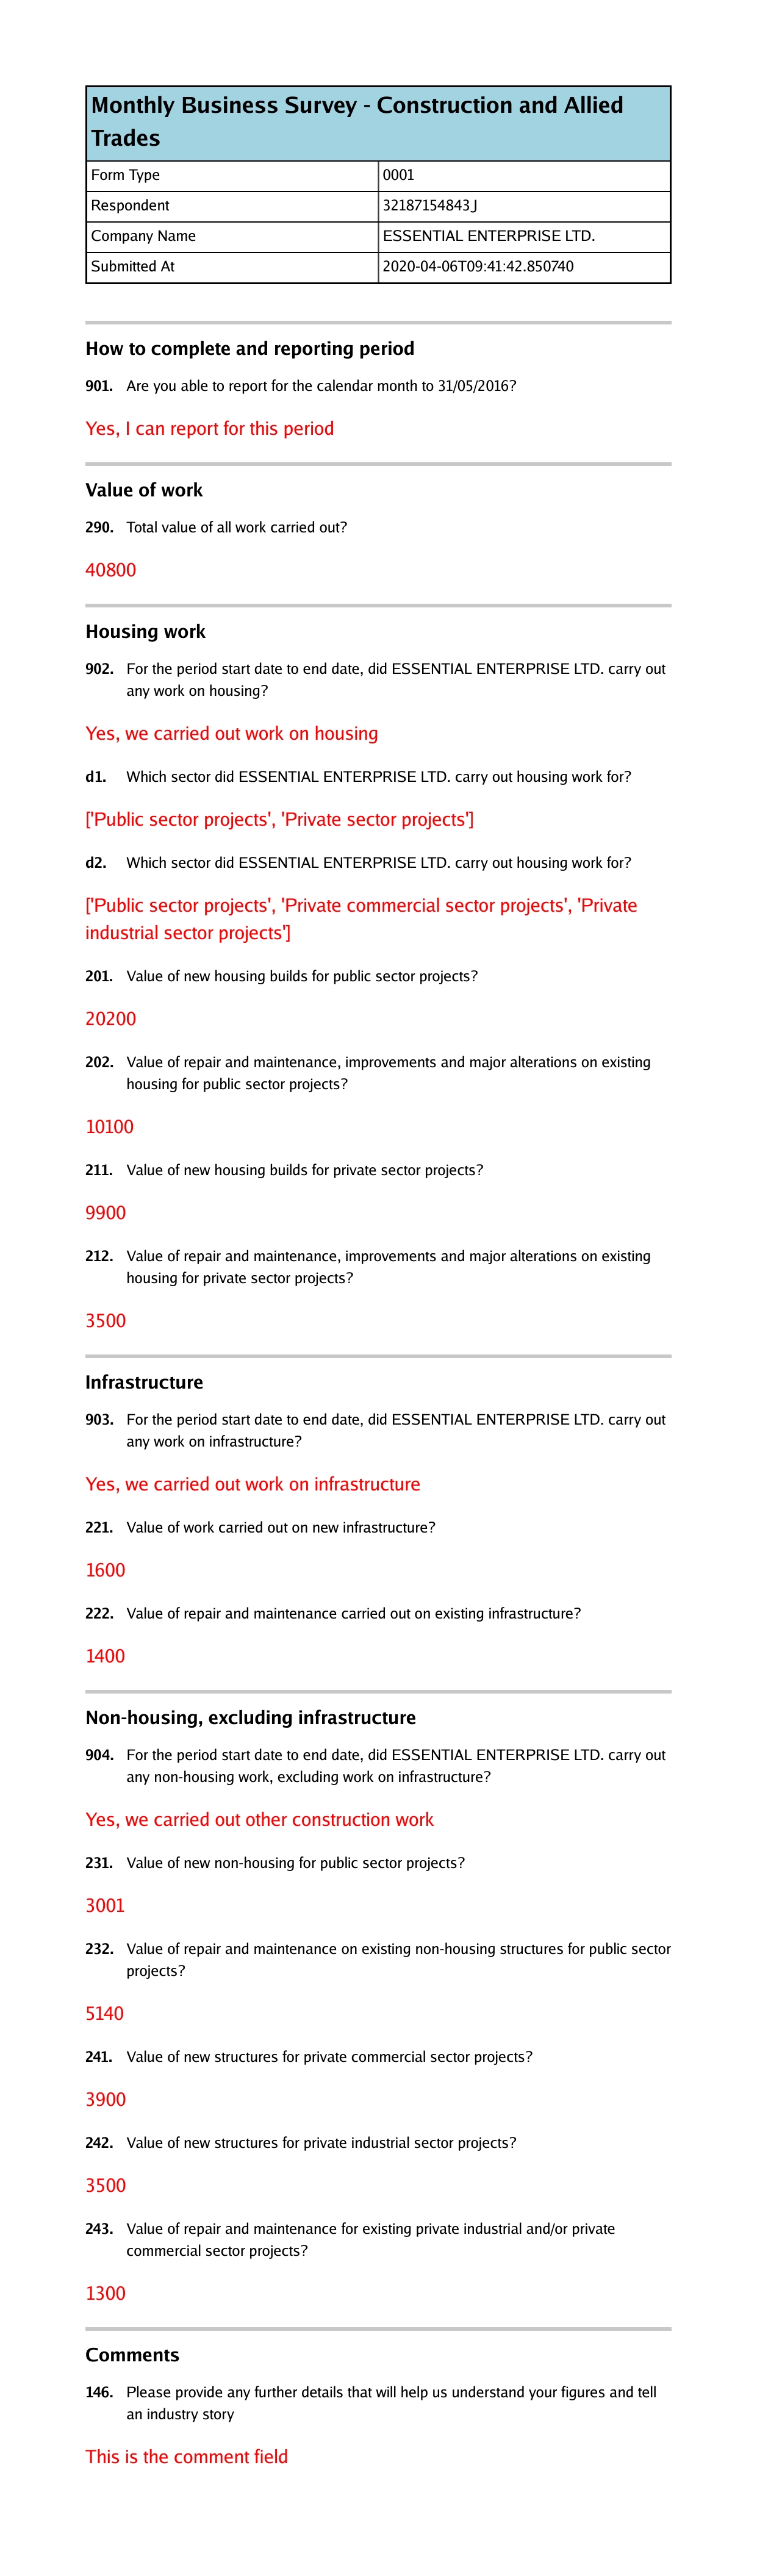 Monthly Business Survey - Construction and Allied
Trades
Form Type 0001
Respondent 32187154843J
Company Name ESSENTIAL ENTERPRISE LTD.
Submitted At 2020-04-06T09:41:42.850740
How to complete and reporting period
901. Are you able to report for the calendar month to 31/05/2016?
Yes, I can report for this period
Value of work
290. Total value of all work carried out?
40800
Housing work
902. For the period start date to end date, did ESSENTIAL ENTERPRISE LTD. carry out
any work on housing?
Yes, we carried out work on housing
d1. Which sector did ESSENTIAL ENTERPRISE LTD. carry out housing work for?
['Public sector projects', 'Private sector projects']
d2. Which sector did ESSENTIAL ENTERPRISE LTD. carry out housing work for?
['Public sector projects', 'Private commercial sector projects', 'Private
industrial sector projects']
201. Value of new housing builds for public sector projects?
20200
202. Value of repair and maintenance, improvements and major alterations on existing
housing for public sector projects?
10100
211. Value of new housing builds for private sector projects?
9900
212. Value of repair and maintenance, improvements and major alterations on existing
housing for private sector projects?
3500
Infrastructure
903. For the period start date to end date, did ESSENTIAL ENTERPRISE LTD. carry out
any work on infrastructure?
Yes, we carried out work on infrastructure
221. Value of work carried out on new infrastructure?
1600
222. Value of repair and maintenance carried out on existing infrastructure?
1400
Non-housing, excluding infrastructure
904. For the period start date to end date, did ESSENTIAL ENTERPRISE LTD. carry out
any non-housing work, excluding work on infrastructure?
Yes, we carried out other construction work
231. Value of new non-housing for public sector projects?
3001
232. Value of repair and maintenance on existing non-housing structures for public sector
projects?
5140
241. Value of new structures for private commercial sector projects?
3900
242. Value of new structures for private industrial sector projects?
3500
243. Value of repair and maintenance for existing private industrial and/or private
commercial sector projects?
1300
Comments
146. Please provide any further details that will help us understand your figures and tell
an industry story
This is the comment field